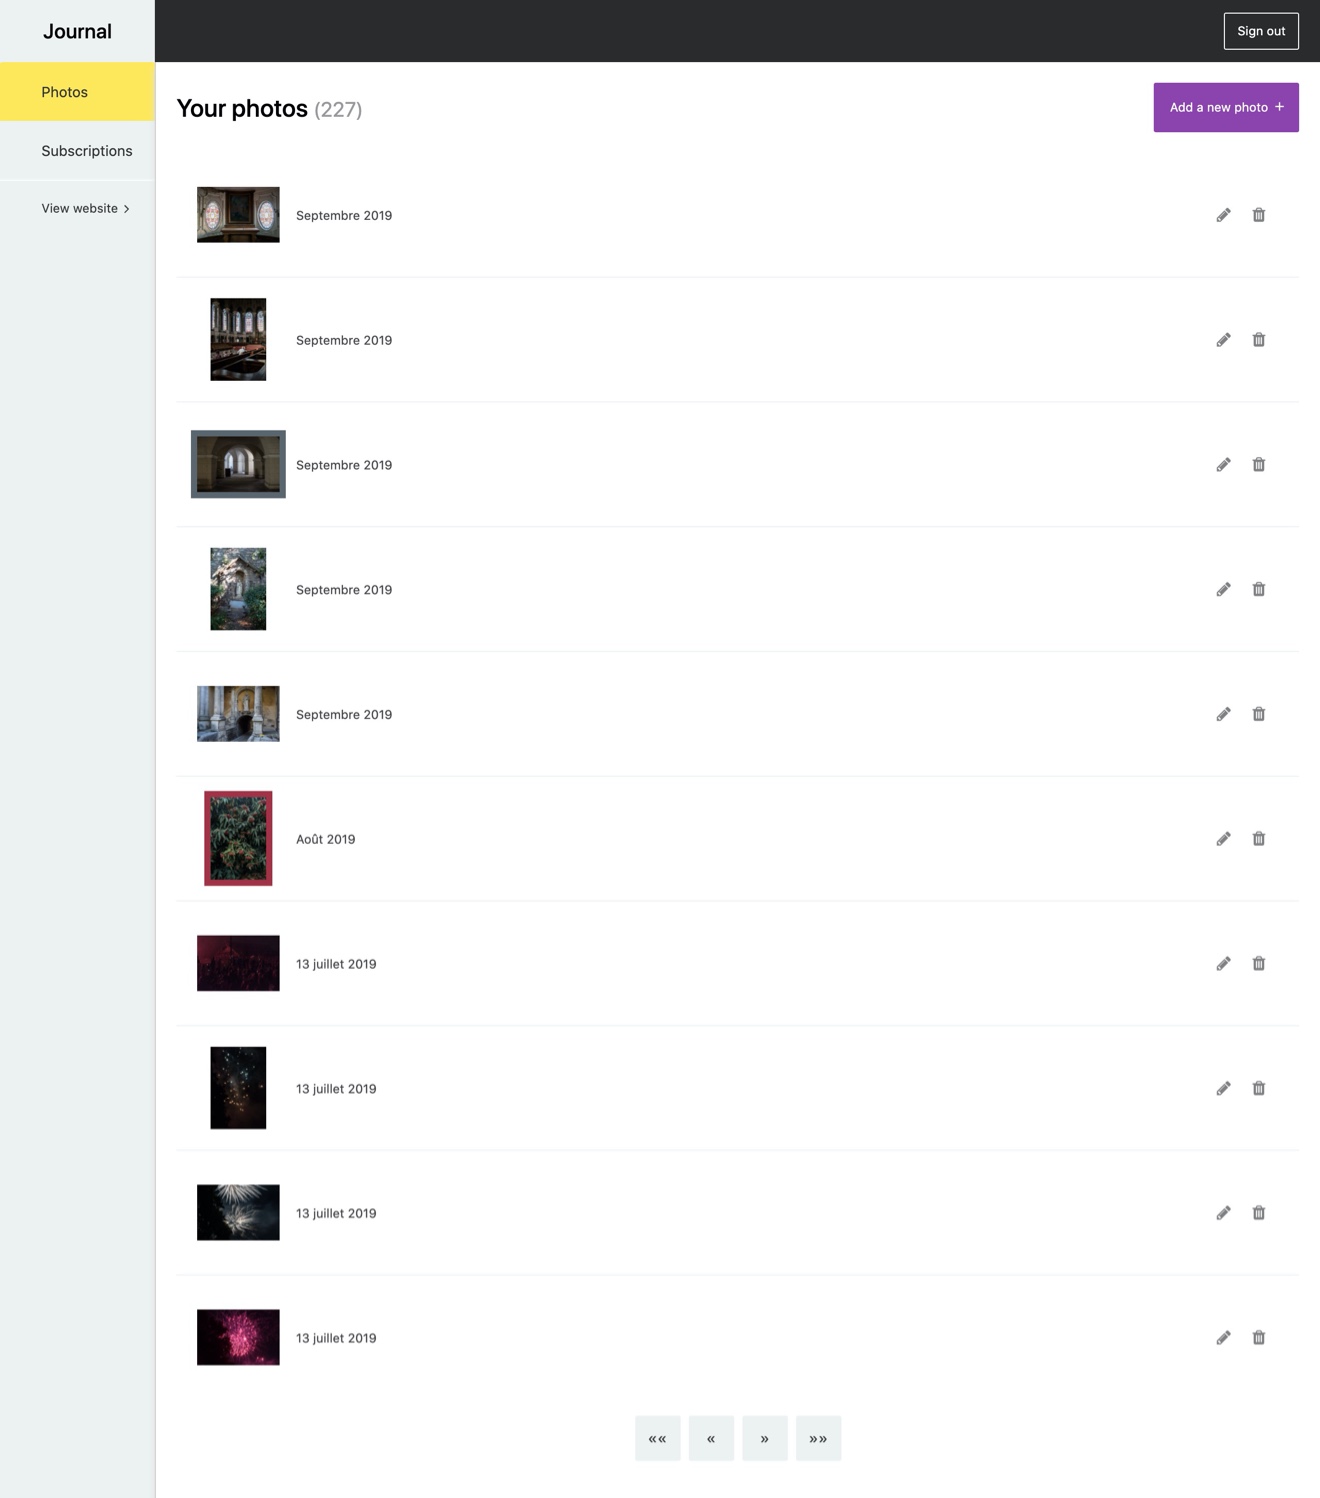 Journal
Sign out
Photos
Subscriptions
View website >
Your photos (227)
Add a new photo +
Septembre 2019
Septembre 2019
Septembre 2019
Septembre 2019
Septembre 2019
Août 2019
13 juillet 2019
13 juillet 2019
13 juillet 2019
13 juillet 2019
«« « » »»